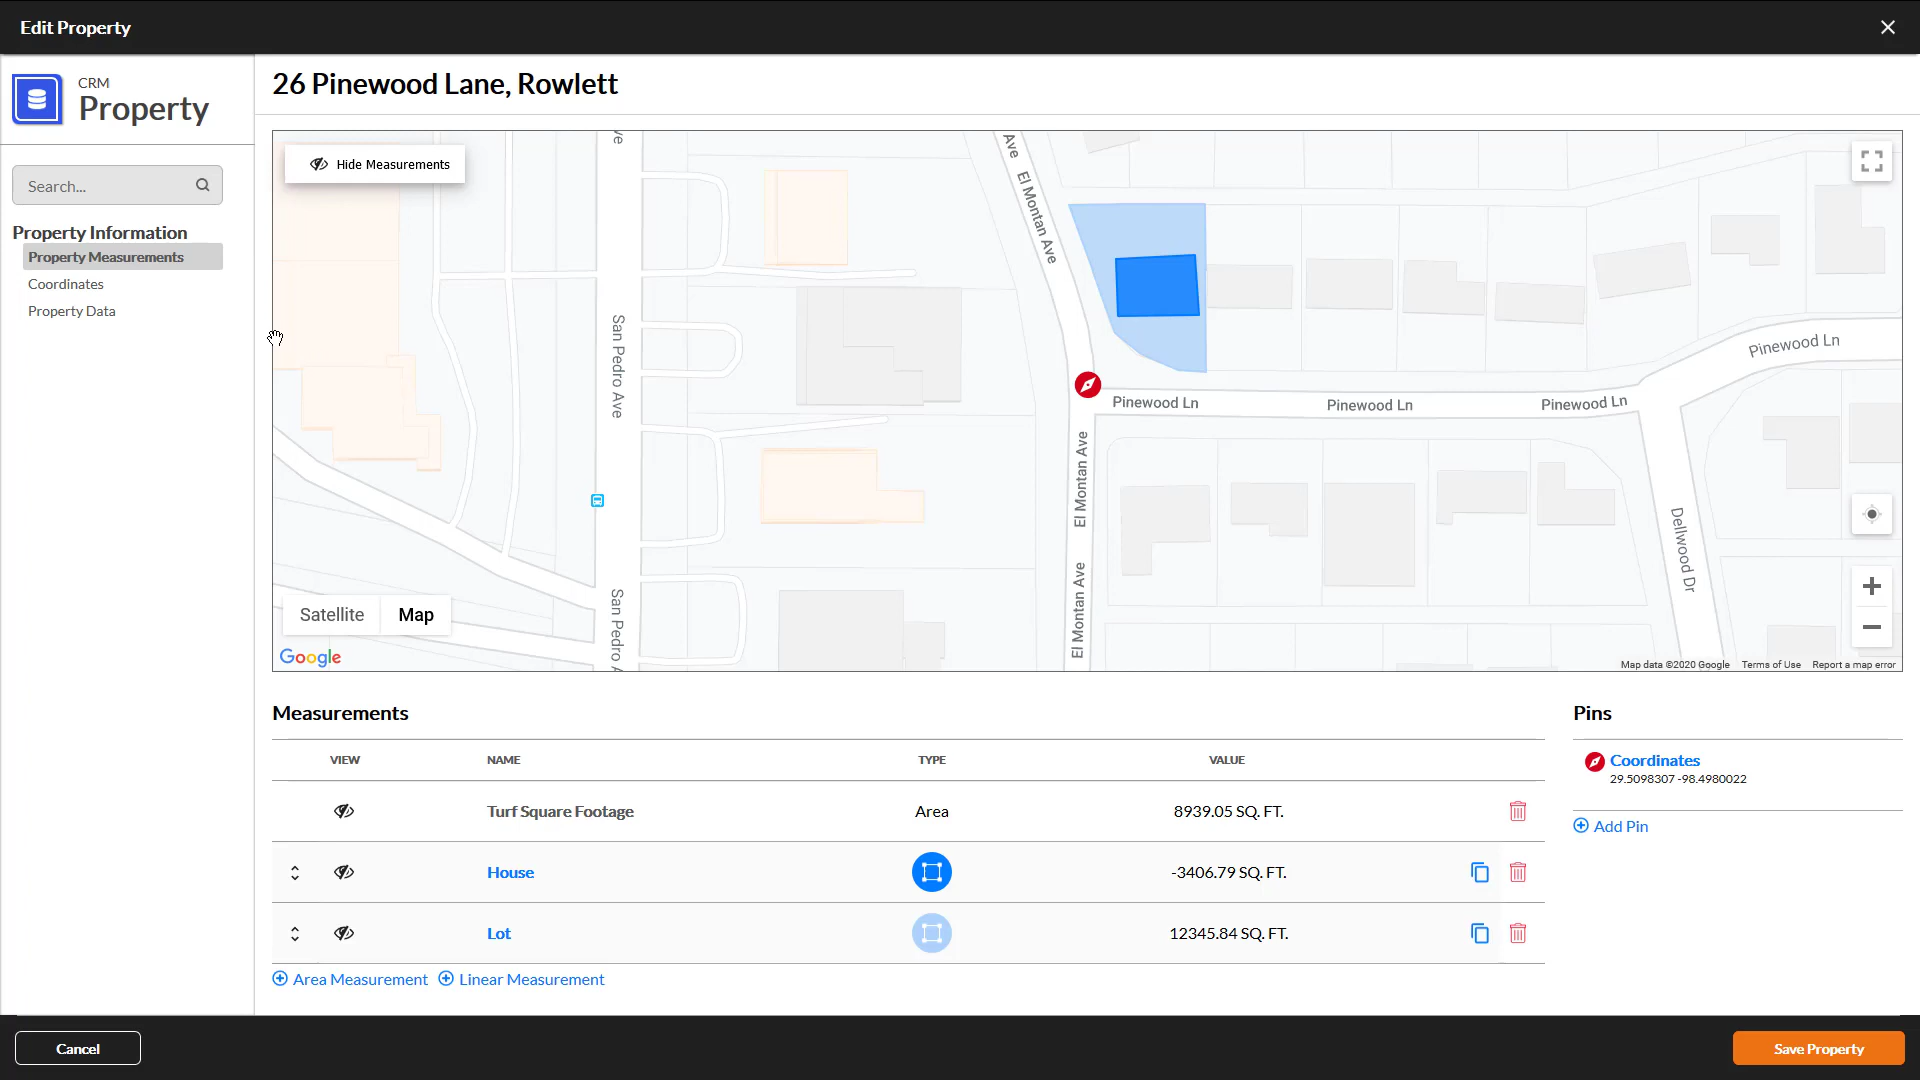 Edit Property
CRM
Property
Search...
Property Information
Property Measurements
Coordinates
Property Data
26 Pinewood Lane, Rowlett
Hide Measurements
ve
Ave
El Montan Ave
San Pedro Ave
Pinewood Ln
Pinewood Ln
Pinewood Ln
Pinewood Ln
El Montan Ave
El Montan Ave
San Pedro A
Dellwood Dr
Satellite
Map
Google
Map data ©2020 Google
Terms of Use
Report a map error
Measurements
VIEW NAME TYPE VALUE
Turf Square Footage Area 8939.05 SQ. FT.
House -3406.79 SQ. FT.
Lot 12345.84 SQ. FT.
Area Measurement Linear Measurement
Pins
Coordinates
29.5098307 -98.4980022
Add Pin
Cancel
Save Property